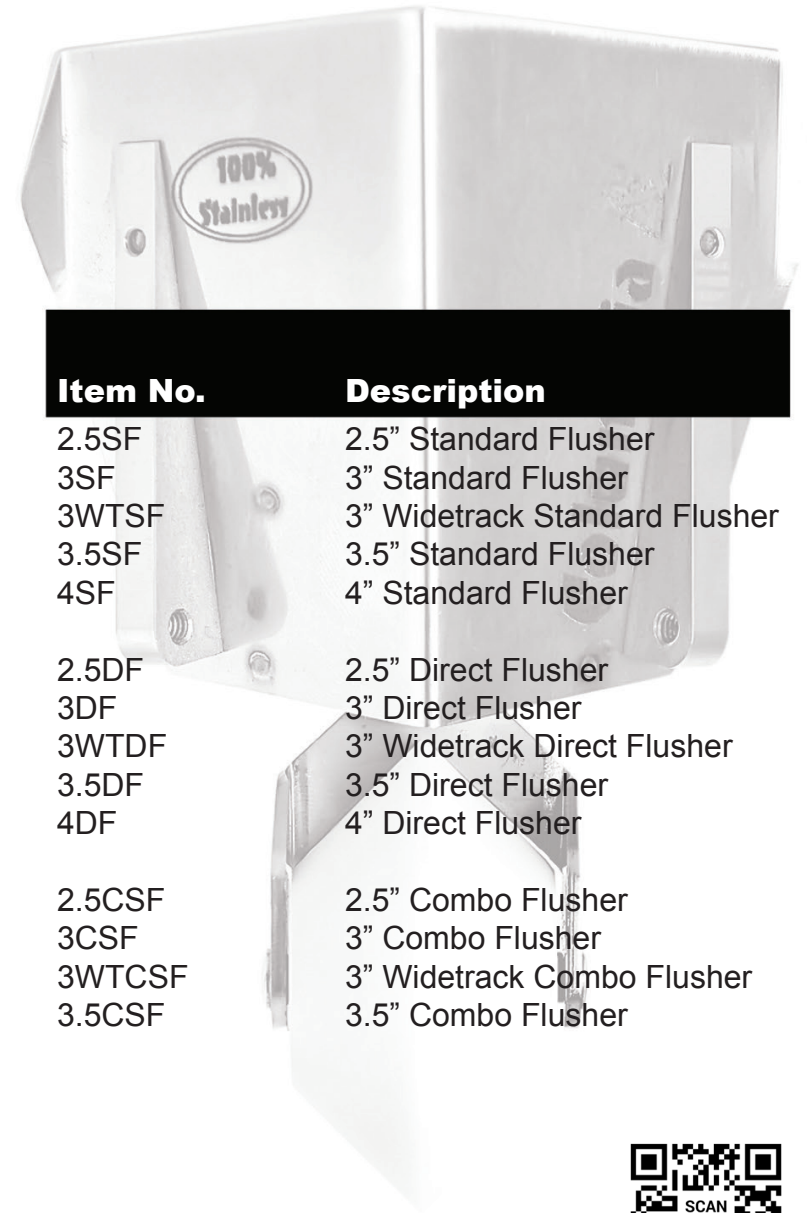 100%
Stainless
Item No. Description
2.5SF 2.5” Standard Flusher
3SF 3” Standard Flusher
3WTSF 3” Widetrack Standard Flusher
3.5SF 3.5” Standard Flusher
4SF 4” Standard Flusher
2.5DF 2.5” Direct Flusher
3DF 3” Direct Flusher
3WTDF 3” Widetrack Direct Flusher
3.5DF 3.5” Direct Flusher
4DF 4” Direct Flusher
2.5CSF 2.5” Combo Flusher
3CSF 3” Combo Flusher
3WTCSF 3” Widetrack Combo Flusher
3.5CSF 3.5” Combo Flusher
SCAN